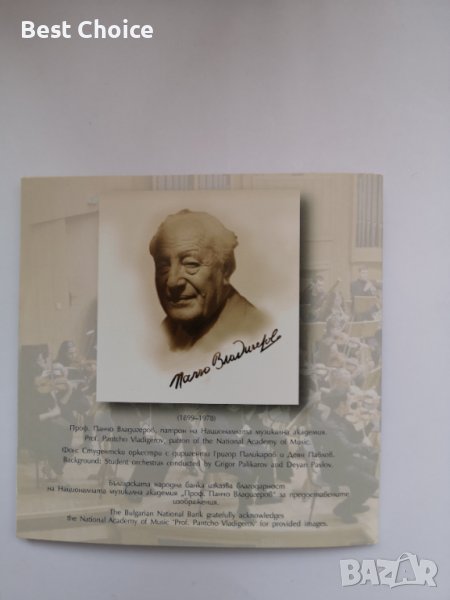 Best Choice
Панчо Владигеров
(1899–1978)
Проф. Панчо Владигеров, патрон на Националната музикална академия.
Prof. Pantcho Vladigerov, patron of the National Academy of Music.
Фон: Студентски оркестри с диригенти Григор Паликаров и Деян Павлов.
Background: Student orchestras conducted by Grigor Palikarov and Deyan Pavlov.
Българската народна банка изказва благодарност
на Националната музикална академия „Проф. Панчо Владигеров“ за предоставените
изображения.
The Bulgarian National Bank gratefully acknowledges
the National Academy of Music 'Prof. Pantcho Vladigerov' for provided images.
BAZAR